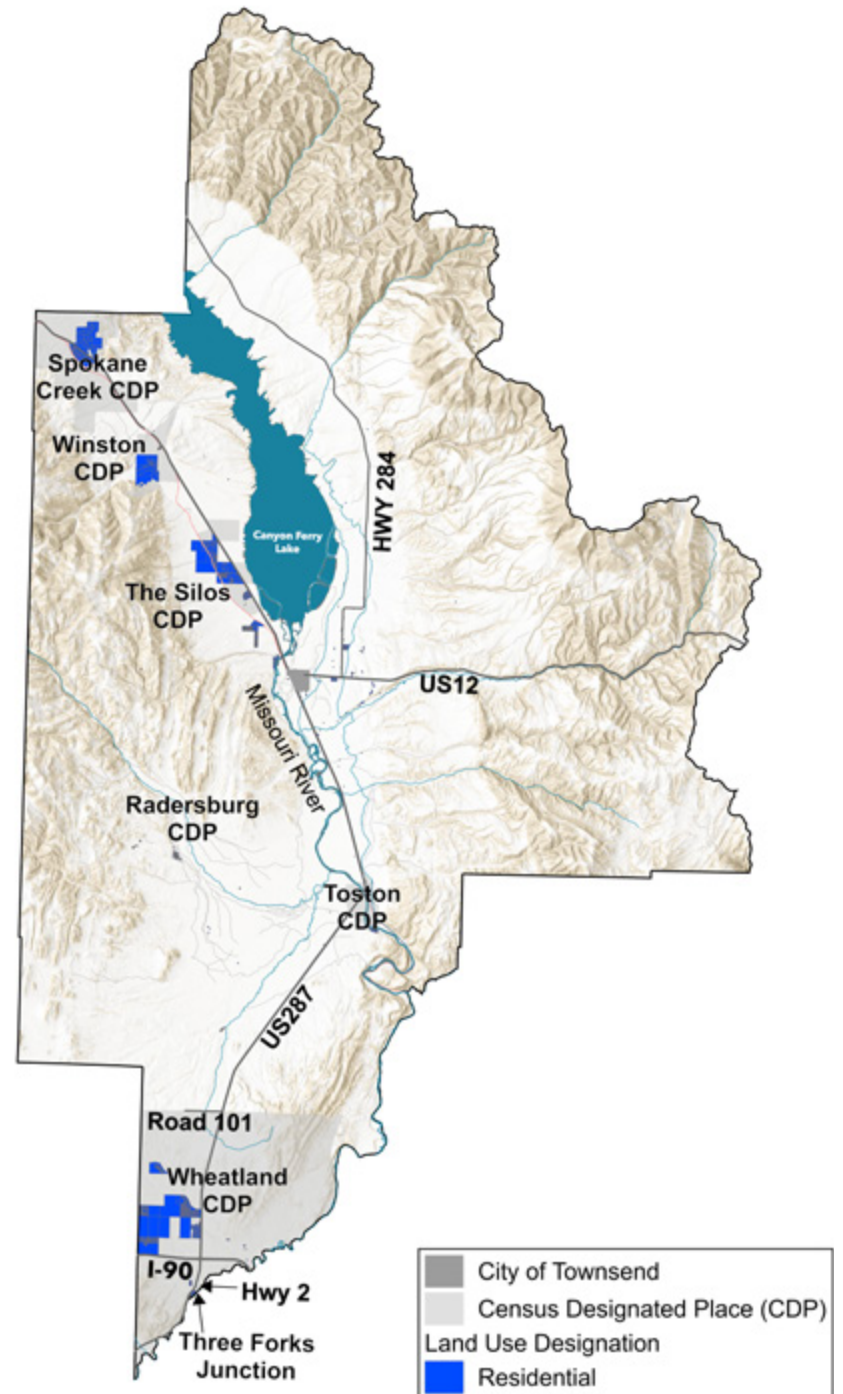 Spokane
Creek CDP
Winston
CDP
HWY 284
Canyon Ferry
Lake
The Silos
CDP
US12
Missouri River
Radersburg
CDP
Toston
CDP
US287
Road 101
Wheatland
CDP
I-90
Hwy 2
Three Forks
Junction
City of Townsend
Census Designated Place (CDP)
Land Use Designation
Residential